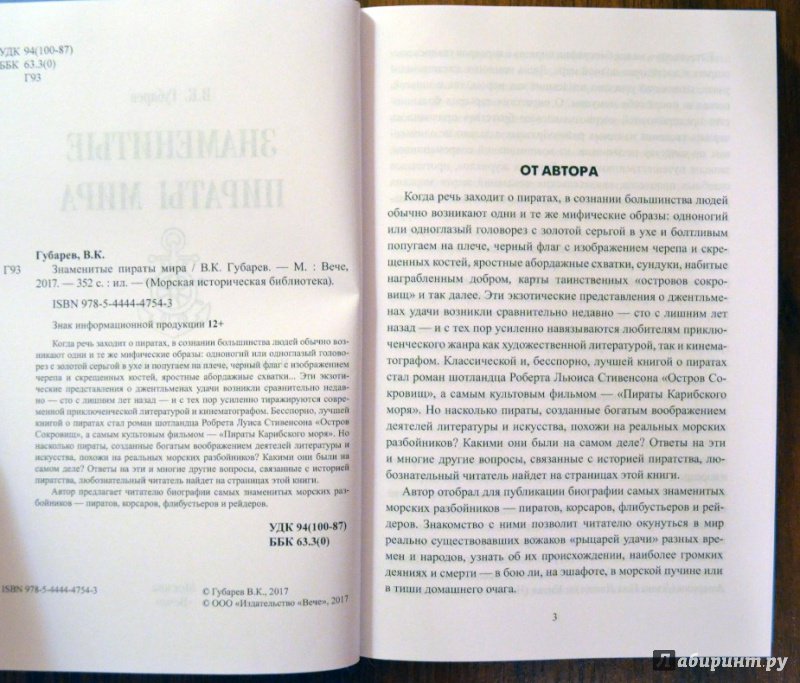 УДК 94(100-87)
ББК 63.3(0)
Г93
Губарев, В.К.
Г93 Знаменитые пираты мира / В.К. Губарев. — М. : Вече,
2017. — 352 с. : ил. — (Морская историческая библиотека).
ISBN 978-5-4444-4754-3
Знак информационной продукции 12+
Когда речь заходит о пиратах, в сознании большинства людей обычно воз-
никают одни и те же мифические образы: одноногий или одноглазый голово-
рез с золотой серьгой в ухе и попугаем на плече, черный флаг с изображением
черепа и скрещенных костей, яростные абордажные схватки... Эти экзоти-
ческие представления о джентльменах удачи возникли сравнительно недав-
но — сто с лишним лет назад — и с тех пор усиленно тиражируются совре-
менной приключенческой литературой и кинематографом. Бесспорно, лучшей
книгой о пиратах стал роман шотландца Робрета Луиса Стивенсона «Остров
Сокровищ», а самым культовым фильмом — «Пираты Карибского моря». Но
насколько пираты, созданные богатым воображением деятелей литературы и
искусства, похожи на реальных морских разбойников? Какими они были на
самом деле? Ответы на эти и многие другие вопросы, связанные с историей
пиратства, любознательный читатель найдет на страницах этой книги.
Автор предлагает читателю биографии самых знаменитых морских раз-
бойников — пиратов, корсаров, флибустьеров и рейдеров.
УДК 94(100-87)
ББК 63.3(0)
ISBN 978-5-4444-4754-3
© Губарев В.К., 2017
© ООО «Издательство «Вече», 2017
ОТ АВТОРА
Когда речь заходит о пиратах, в сознании большинства людей
обычно возникают одни и те же мифические образы: одноногий
или одноглазый головорез с золотой серьгой в ухе и болтливым
попугаем на плече, черный флаг с изображением черепа и скре-
щенных костей, яростные абордажные схватки, сундуки, набитые
награбленным добром, карты таинственных «островов сокро-
вищ» и так далее. Эти экзотические представления о джентльме-
нах удачи возникли сравнительно недавно — сто с лишним лет
назад — и с тех пор усиленно навязываются любителям приключ-
енческого жанра как художественной литературой, так и кинема-
тографом. Классической и, бесспорно, лучшей книгой о пиратах
стал роман шотландца Роберта Льюиса Стивенсона «Остров Со-
кровищ», а самым культовым фильмом — «Пираты Карибского
моря». Но насколько пираты, созданные богатым воображением
деятелей литературы и искусства, похожи на реальных морских
разбойников? Какими они были на самом деле? Ответы на эти
и многие другие вопросы, связанные с историей пиратства, лю-
бознательный читатель найдет на страницах этой книги.
Автор отобрал для публикации биографии самых знаменитых
морских разбойников — пиратов, корсаров, флибустьеров и рей-
деров. Знакомство с ними позволит читателю окунуться в мир
реально существовавших вожаков «рыцарей удачи» разных вре-
мен и народов, узнать об их происхождении, наиболее громких
деяниях и смерти — в бою ли, на эшафоте, в морской пучине или
в тиши домашнего очага.
3
Лабиринт.ру